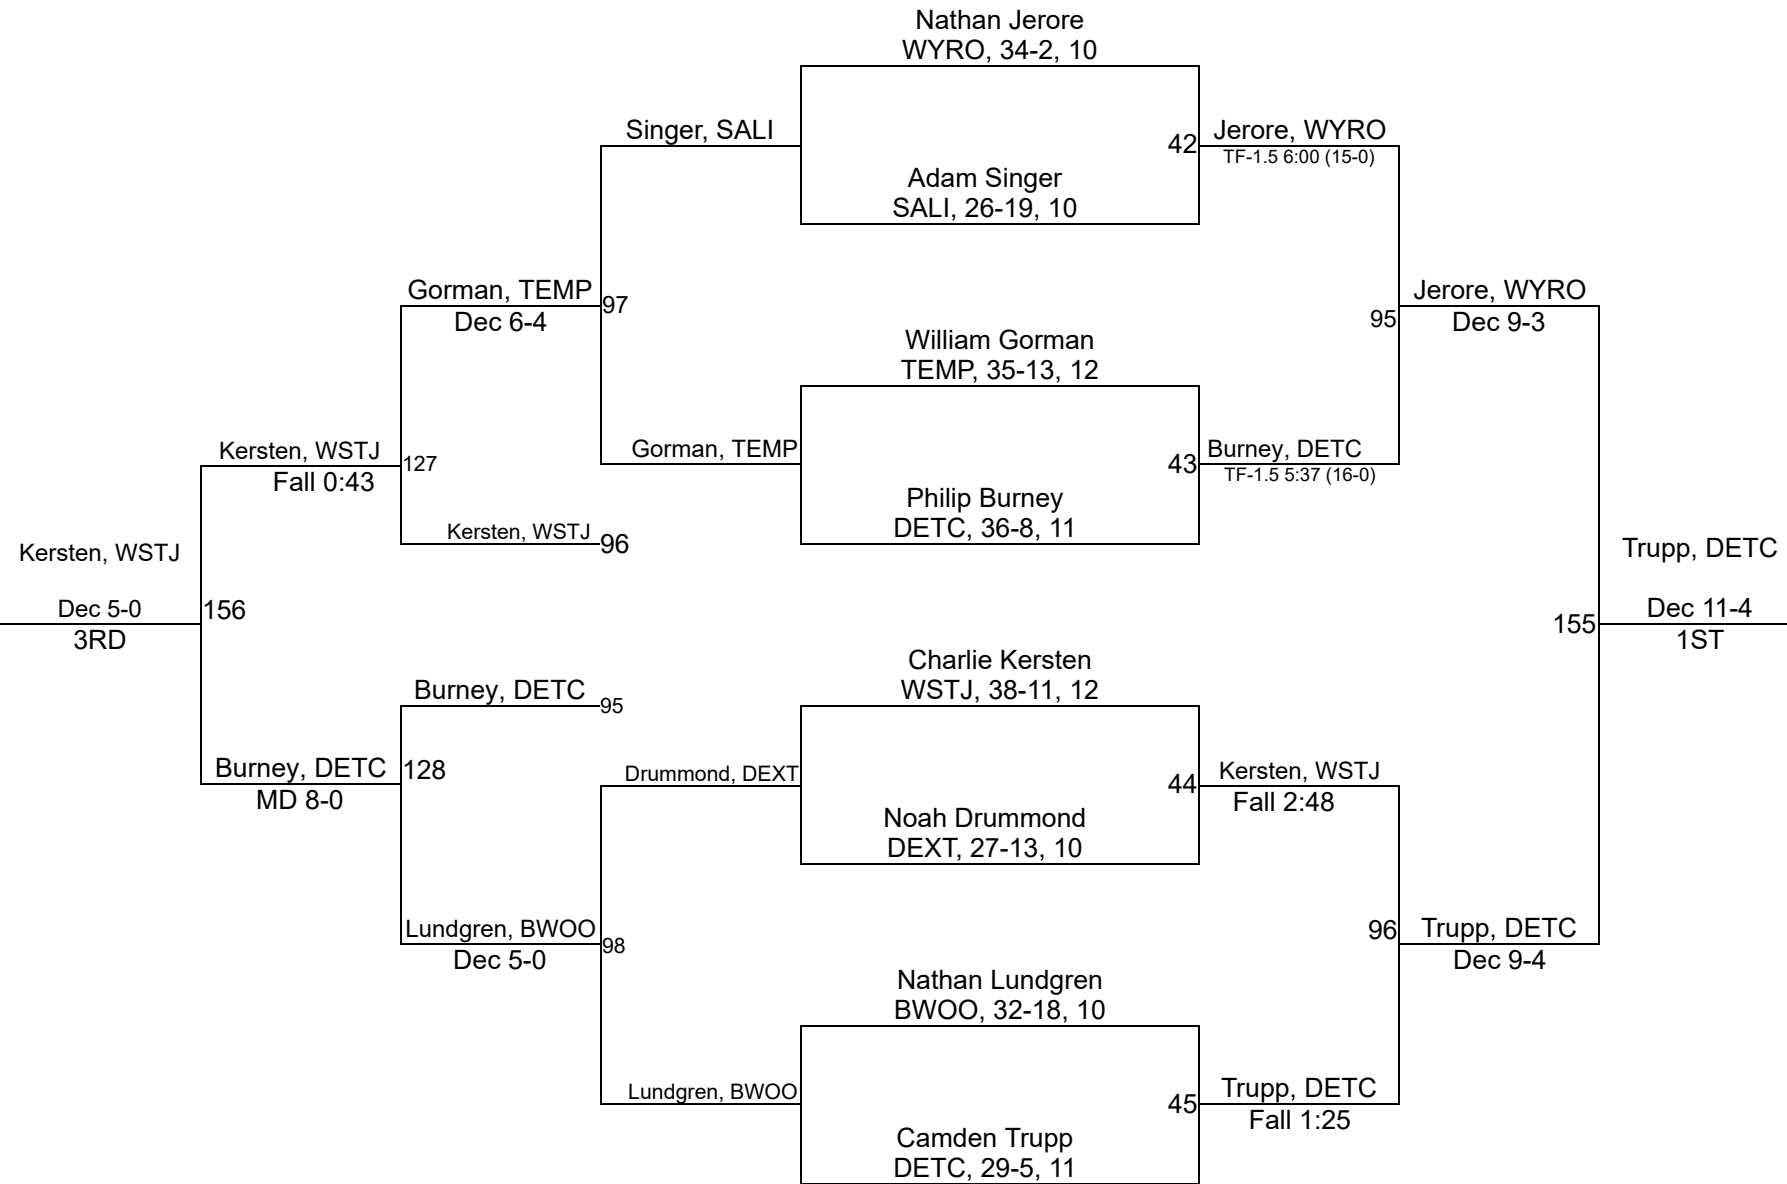 Nathan Jerore
WYRO, 34-2, 10
Singer, SALI
42
Jerore, WYRO
TF-1.5 6:00 (15-0)
Adam Singer
SALI, 26-19, 10
Gorman, TEMP
97
Dec 6-4
Jerore, WYRO
95
Dec 9-3
William Gorman
TEMP, 35-13, 12
Kersten, WSTJ
127
Fall 0:43
Gorman, TEMP
43
Burney, DETC
TF-1.5 5:37 (16-0)
Philip Burney
DETC, 36-8, 11
Kersten, WSTJ
96
Kersten, WSTJ
Dec 5-0
156
3RD
Trupp, DETC
155
Dec 11-4
1ST
Charlie Kersten
WSTJ, 38-11, 12
Burney, DETC
95
Burney, DETC
128
MD 8-0
Drummond, DEXT
44
Kersten, WSTJ
Fall 2:48
Noah Drummond
DEXT, 27-13, 10
Lundgren, BWOO
98
Dec 5-0
96
Trupp, DETC
Dec 9-4
Nathan Lundgren
BWOO, 32-18, 10
Lundgren, BWOO
45
Trupp, DETC
Fall 1:25
Camden Trupp
DETC, 29-5, 11